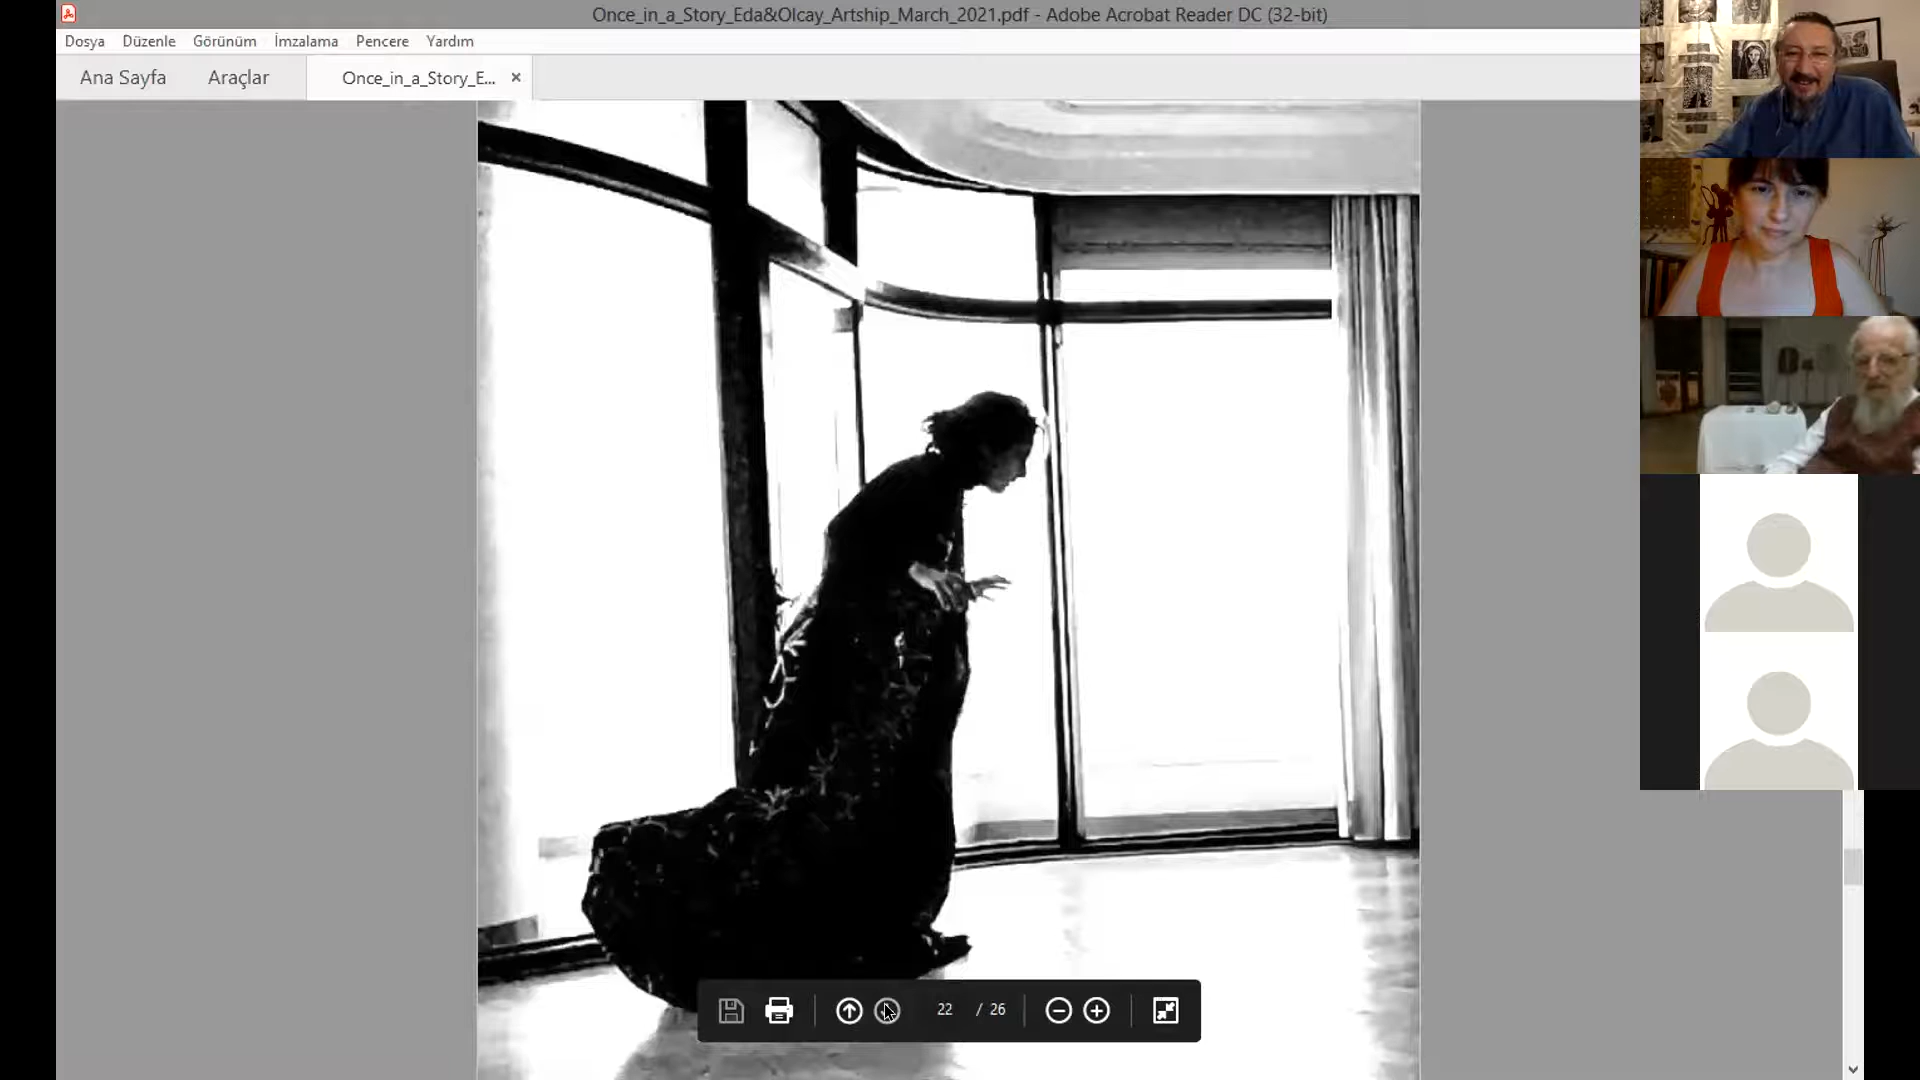 Once_in_a_Story_Eda&Olcay_Artship_March_2021.pdf - Adobe Acrobat Reader DC (32-bit)
Dosya Düzenle Görünüm İmzalama Pencere Yardım
Ana Sayfa Araçlar Once_in_a_Story_E... ×
22 / 26